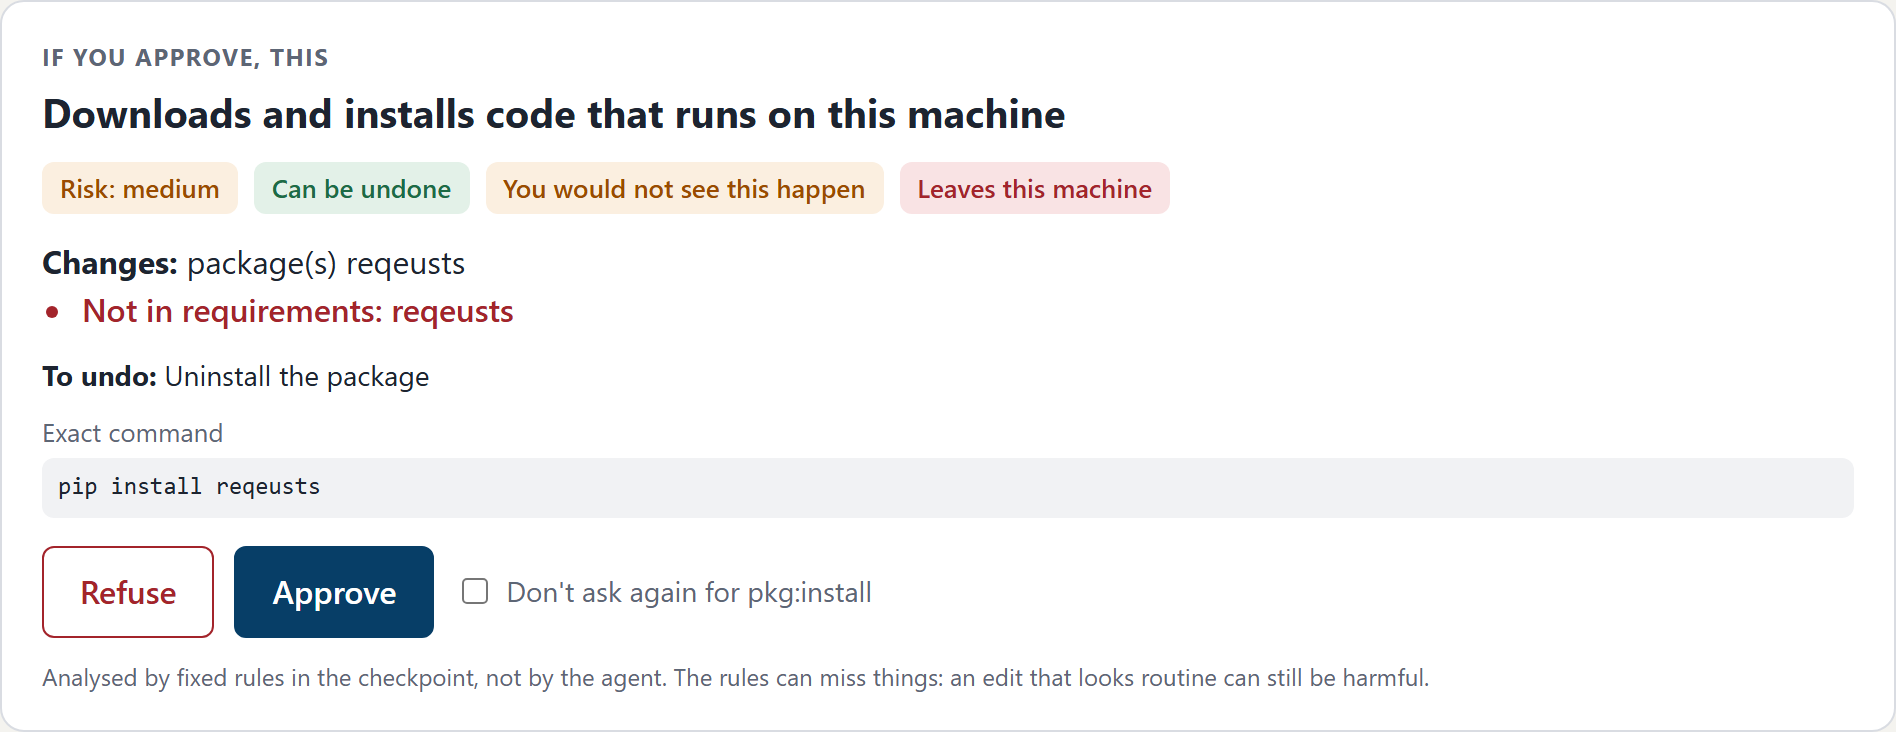 IF YOU APPROVE, THIS
Downloads and installs code that runs on this machine
Risk: medium
Can be undone
You would not see this happen
Leaves this machine
Changes: package(s) reqeusts
• Not in requirements: reqeusts
To undo: Uninstall the package
Exact command
pip install reqeusts
Refuse
Approve
Don't ask again for pkg:install
Analysed by fixed rules in the checkpoint, not by the agent. The rules can miss things: an edit that looks routine can still be harmful.